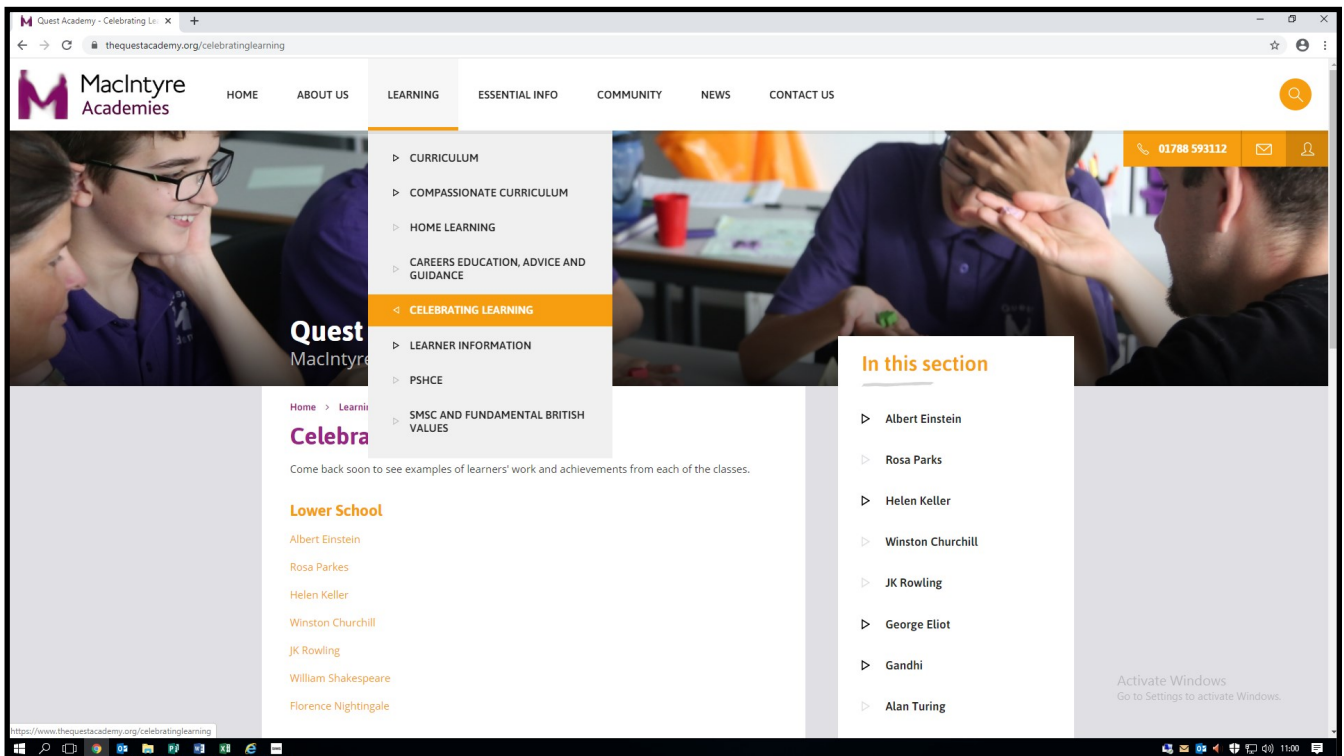 Quest Academy - Celebrating Le
thequestacademy.org/celebratinglearning
MacIntyre
Academies
HOME
ABOUT US
LEARNING
ESSENTIAL INFO
COMMUNITY
NEWS
CONTACT US
01788 593112
CURRICULUM
COMPASSIONATE CURRICULUM
HOME LEARNING
CAREERS EDUCATION, ADVICE AND
GUIDANCE
CELEBRATING LEARNING
LEARNER INFORMATION
PSHCE
SMSC AND FUNDAMENTAL BRITISH
VALUES
Quest
MacIntyre
Home > Learni
Celebra
Come back soon to see examples of learners' work and achievements from each of the classes.
Lower School
Albert Einstein
Rosa Parkes
Helen Keller
Winston Churchill
JK Rowling
William Shakespeare
Florence Nightingale
In this section
Albert Einstein
Rosa Parks
Helen Keller
Winston Churchill
JK Rowling
George Eliot
Gandhi
Alan Turing
Activate Windows
Go to Settings to activate Windows.
https://www.thequestacademy.org/celebratinglearning
11:00